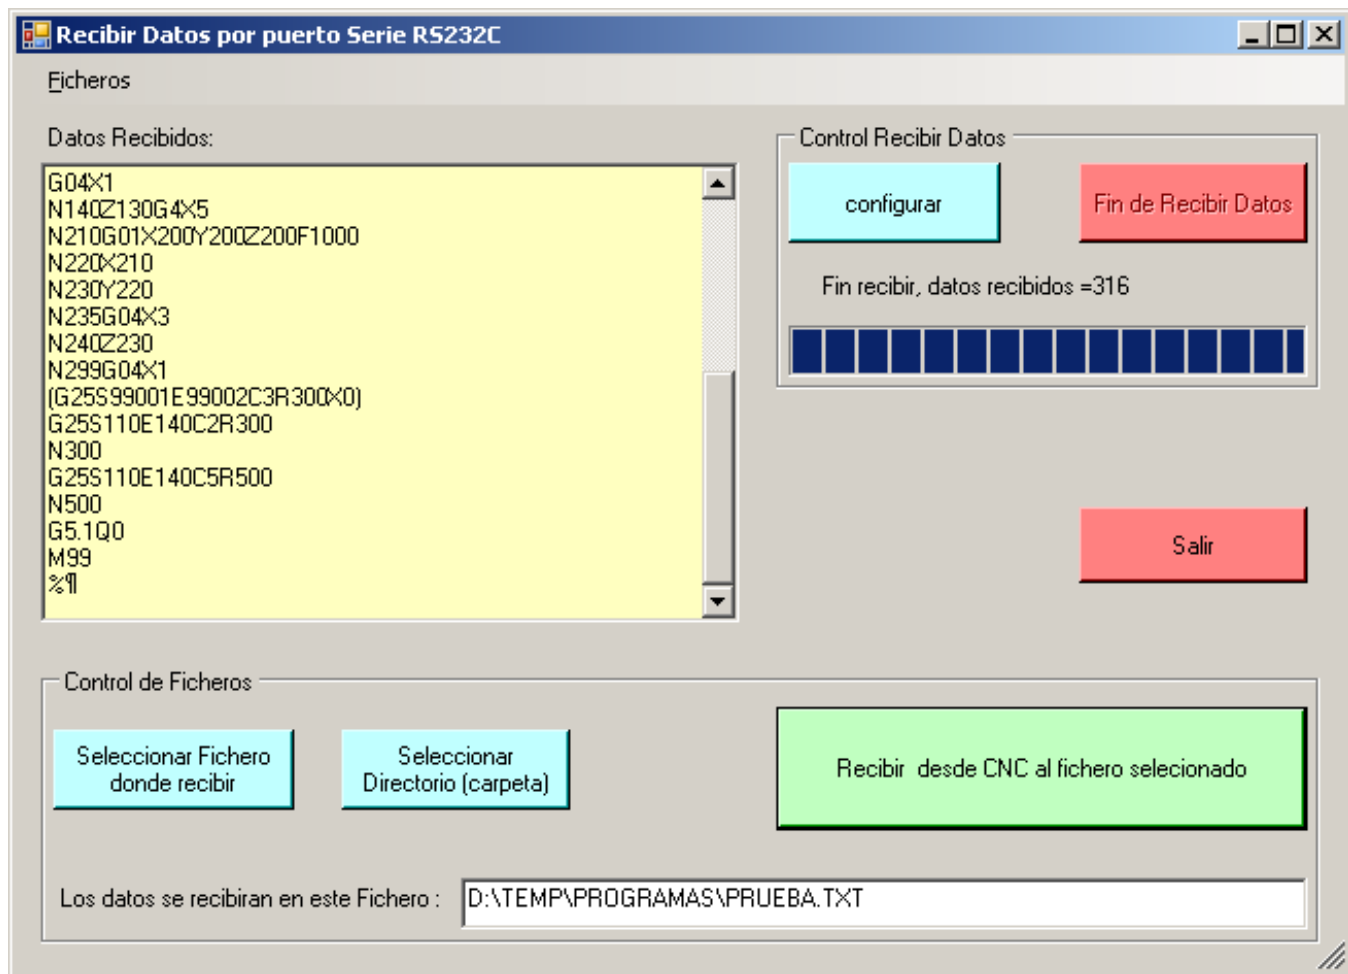 Recibir Datos por puerto Serie RS232C
Ficheros
Datos Recibidos:
G04X1
N140Z130G4X5
N210G01X200Y200Z200F1000
N220X210
N230Y220
N235G04X3
N240Z230
N299G04X1
(G25S99001E99002C3R300X0)
G25S110E140C2R300
N300
G25S110E140C5R500
N500
G5.1Q0
M99
%¶
Control Recibir Datos
configurar
Fin de Recibir Datos
Fin recibir, datos recibidos =316
Salir
Control de Ficheros
Seleccionar Fichero
donde recibir
Seleccionar
Directorio (carpeta)
Recibir  desde CNC al fichero selecionado
Los datos se recibiran en este Fichero :
D:\TEMP\PROGRAMAS\PRUEBA.TXT